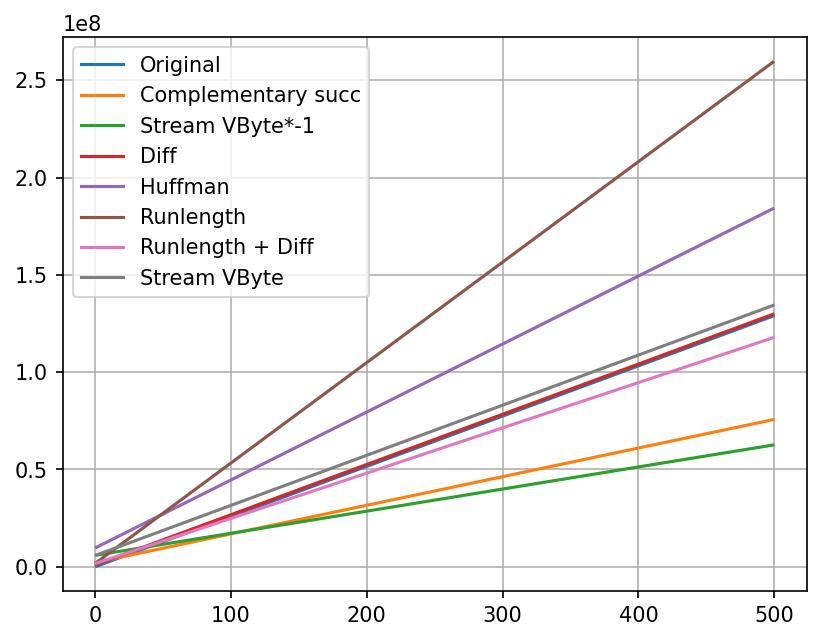 1e8
Original
Complementary succ
Stream VByte*-1
Diff
Huffman
Runlength
Runlength + Diff
Stream VByte
2.5
2.0
1.5
1.0
0.5
0.0
0 100 200 300 400 500